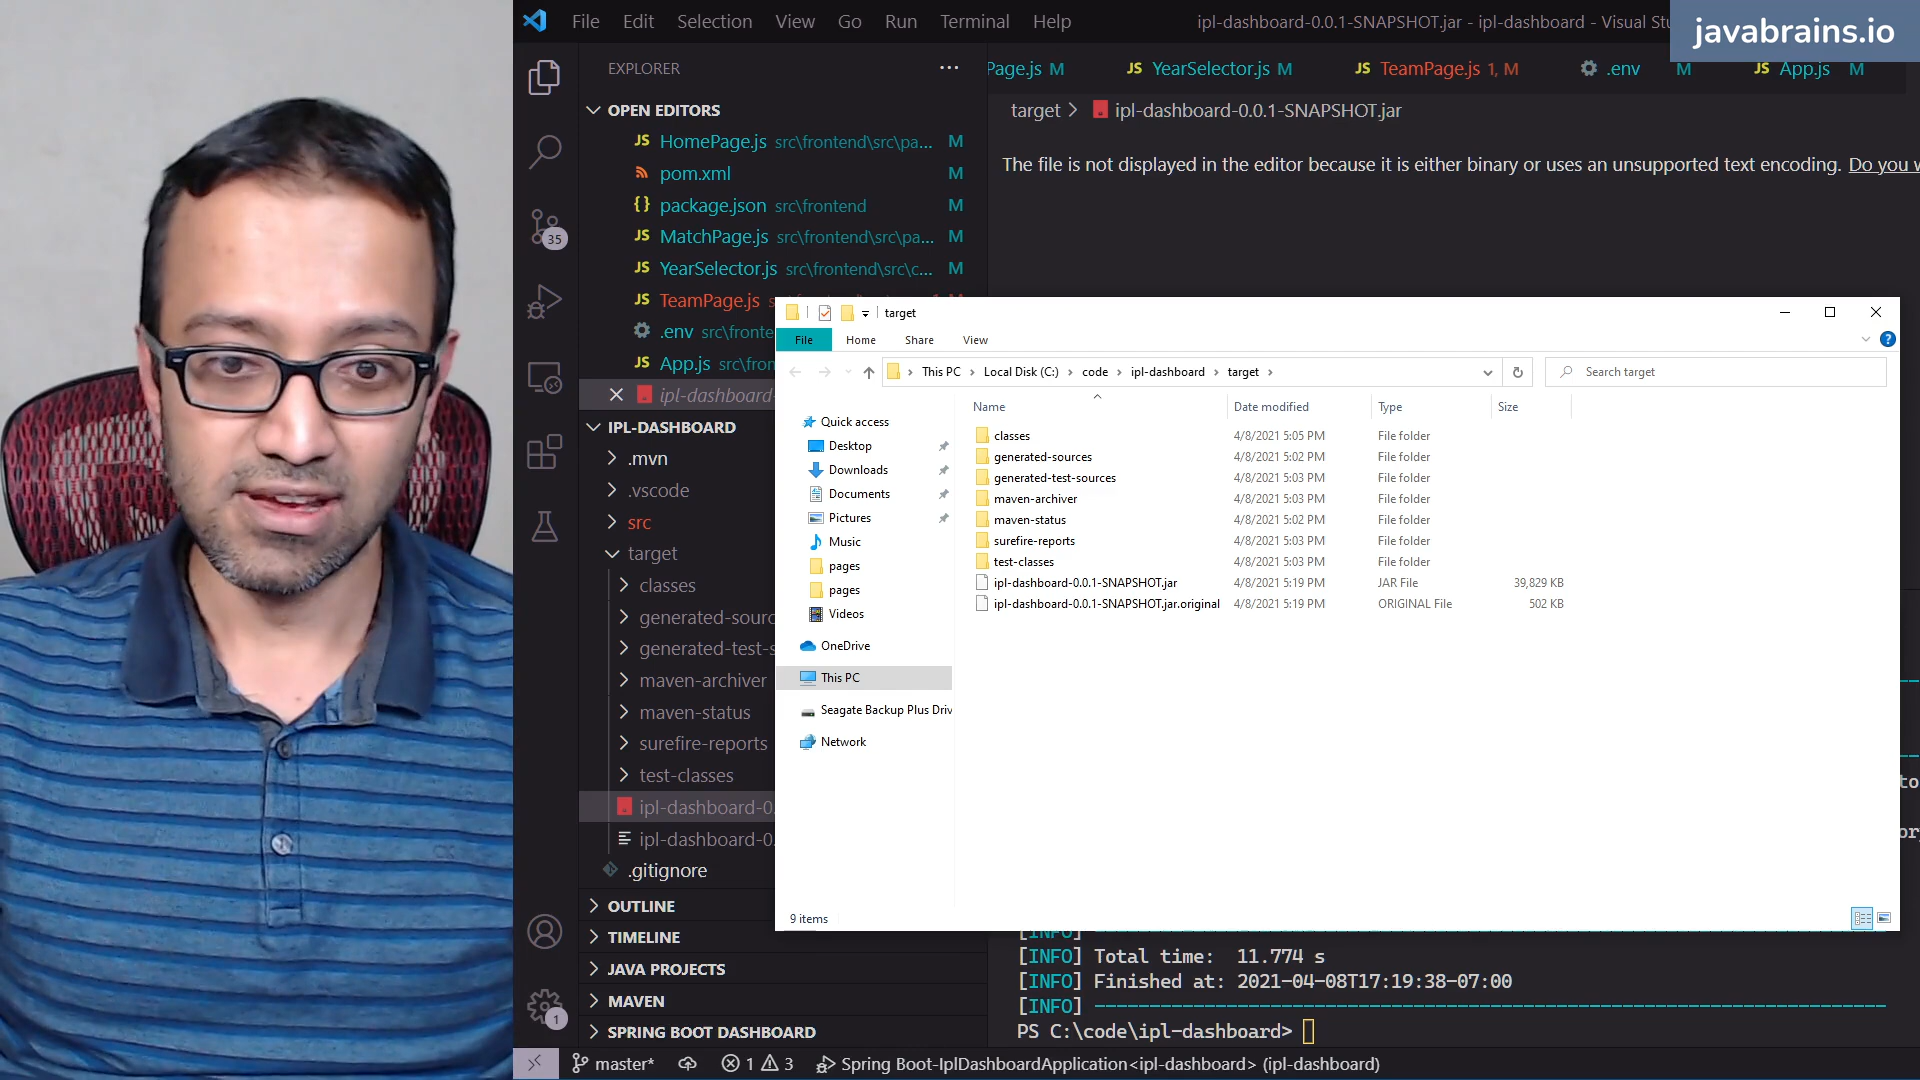 File Edit Selection View Go Run Terminal Help
ipl-dashboard-0.0.1-SNAPSHOT.jar - ipl-dashboard - Visual
javabrains.io
EXPLORER
OPEN EDITORS
JS HomePage.js src\frontend\src\pa... M
pom.xml M
{} package.json src\frontend M
JS MatchPage.js src\frontend\src\pa... M
JS YearSelector.js src\frontend\src\c... M
JS TeamPage.js
.env src\fronte
JS App.js src\fron
ipl-dashboard-
IPL-DASHBOARD
.mvn
.vscode
src
target
classes
generated-sourc
generated-test-s
maven-archiver
maven-status
surefire-reports
test-classes
ipl-dashboard-0.
ipl-dashboard-0.
.gitignore
OUTLINE
TIMELINE
JAVA PROJECTS
MAVEN
SPRING BOOT DASHBOARD
35
1
Page.js M JS YearSelector.js M JS TeamPage.js 1, M .env M JS App.js M
target > ipl-dashboard-0.0.1-SNAPSHOT.jar
The file is not displayed in the editor because it is either binary or uses an unsupported text encoding. Do you
target
File Home Share View
This PC > Local Disk (C:) > code > ipl-dashboard > target >
Search target
Quick access
Desktop
Downloads
Documents
Pictures
Music
pages
pages
Videos
OneDrive
This PC
Seagate Backup Plus Driv
Network
Name Date modified Type Size
classes 4/8/2021 5:05 PM File folder
generated-sources 4/8/2021 5:02 PM File folder
generated-test-sources 4/8/2021 5:03 PM File folder
maven-archiver 4/8/2021 5:03 PM File folder
maven-status 4/8/2021 5:02 PM File folder
surefire-reports 4/8/2021 5:03 PM File folder
test-classes 4/8/2021 5:03 PM File folder
ipl-dashboard-0.0.1-SNAPSHOT.jar 4/8/2021 5:19 PM JAR File 39,829 KB
ipl-dashboard-0.0.1-SNAPSHOT.jar.original 4/8/2021 5:19 PM ORIGINAL File 502 KB
9 items
[INFO]
[INFO] Total time: 11.774 s
[INFO] Finished at: 2021-04-08T17:19:38-07:00
[INFO] ------------------------------------------------------------------------
PS C:\code\ipl-dashboard>
master* 1 3 Spring Boot-IplDashboardApplication<ipl-dashboard> (ipl-dashboard)